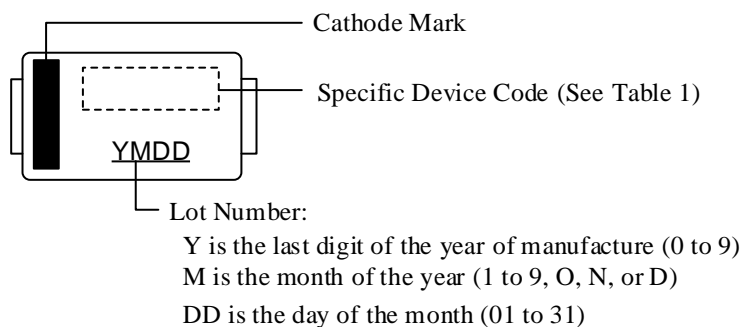 Cathode Mark
Specific Device Code (See Table 1)
YMDD
Lot Number:
Y is the last digit of the year of manufacture (0 to 9)
M is the month of the year (1 to 9, O, N, or D)
DD is the day of the month (01 to 31)